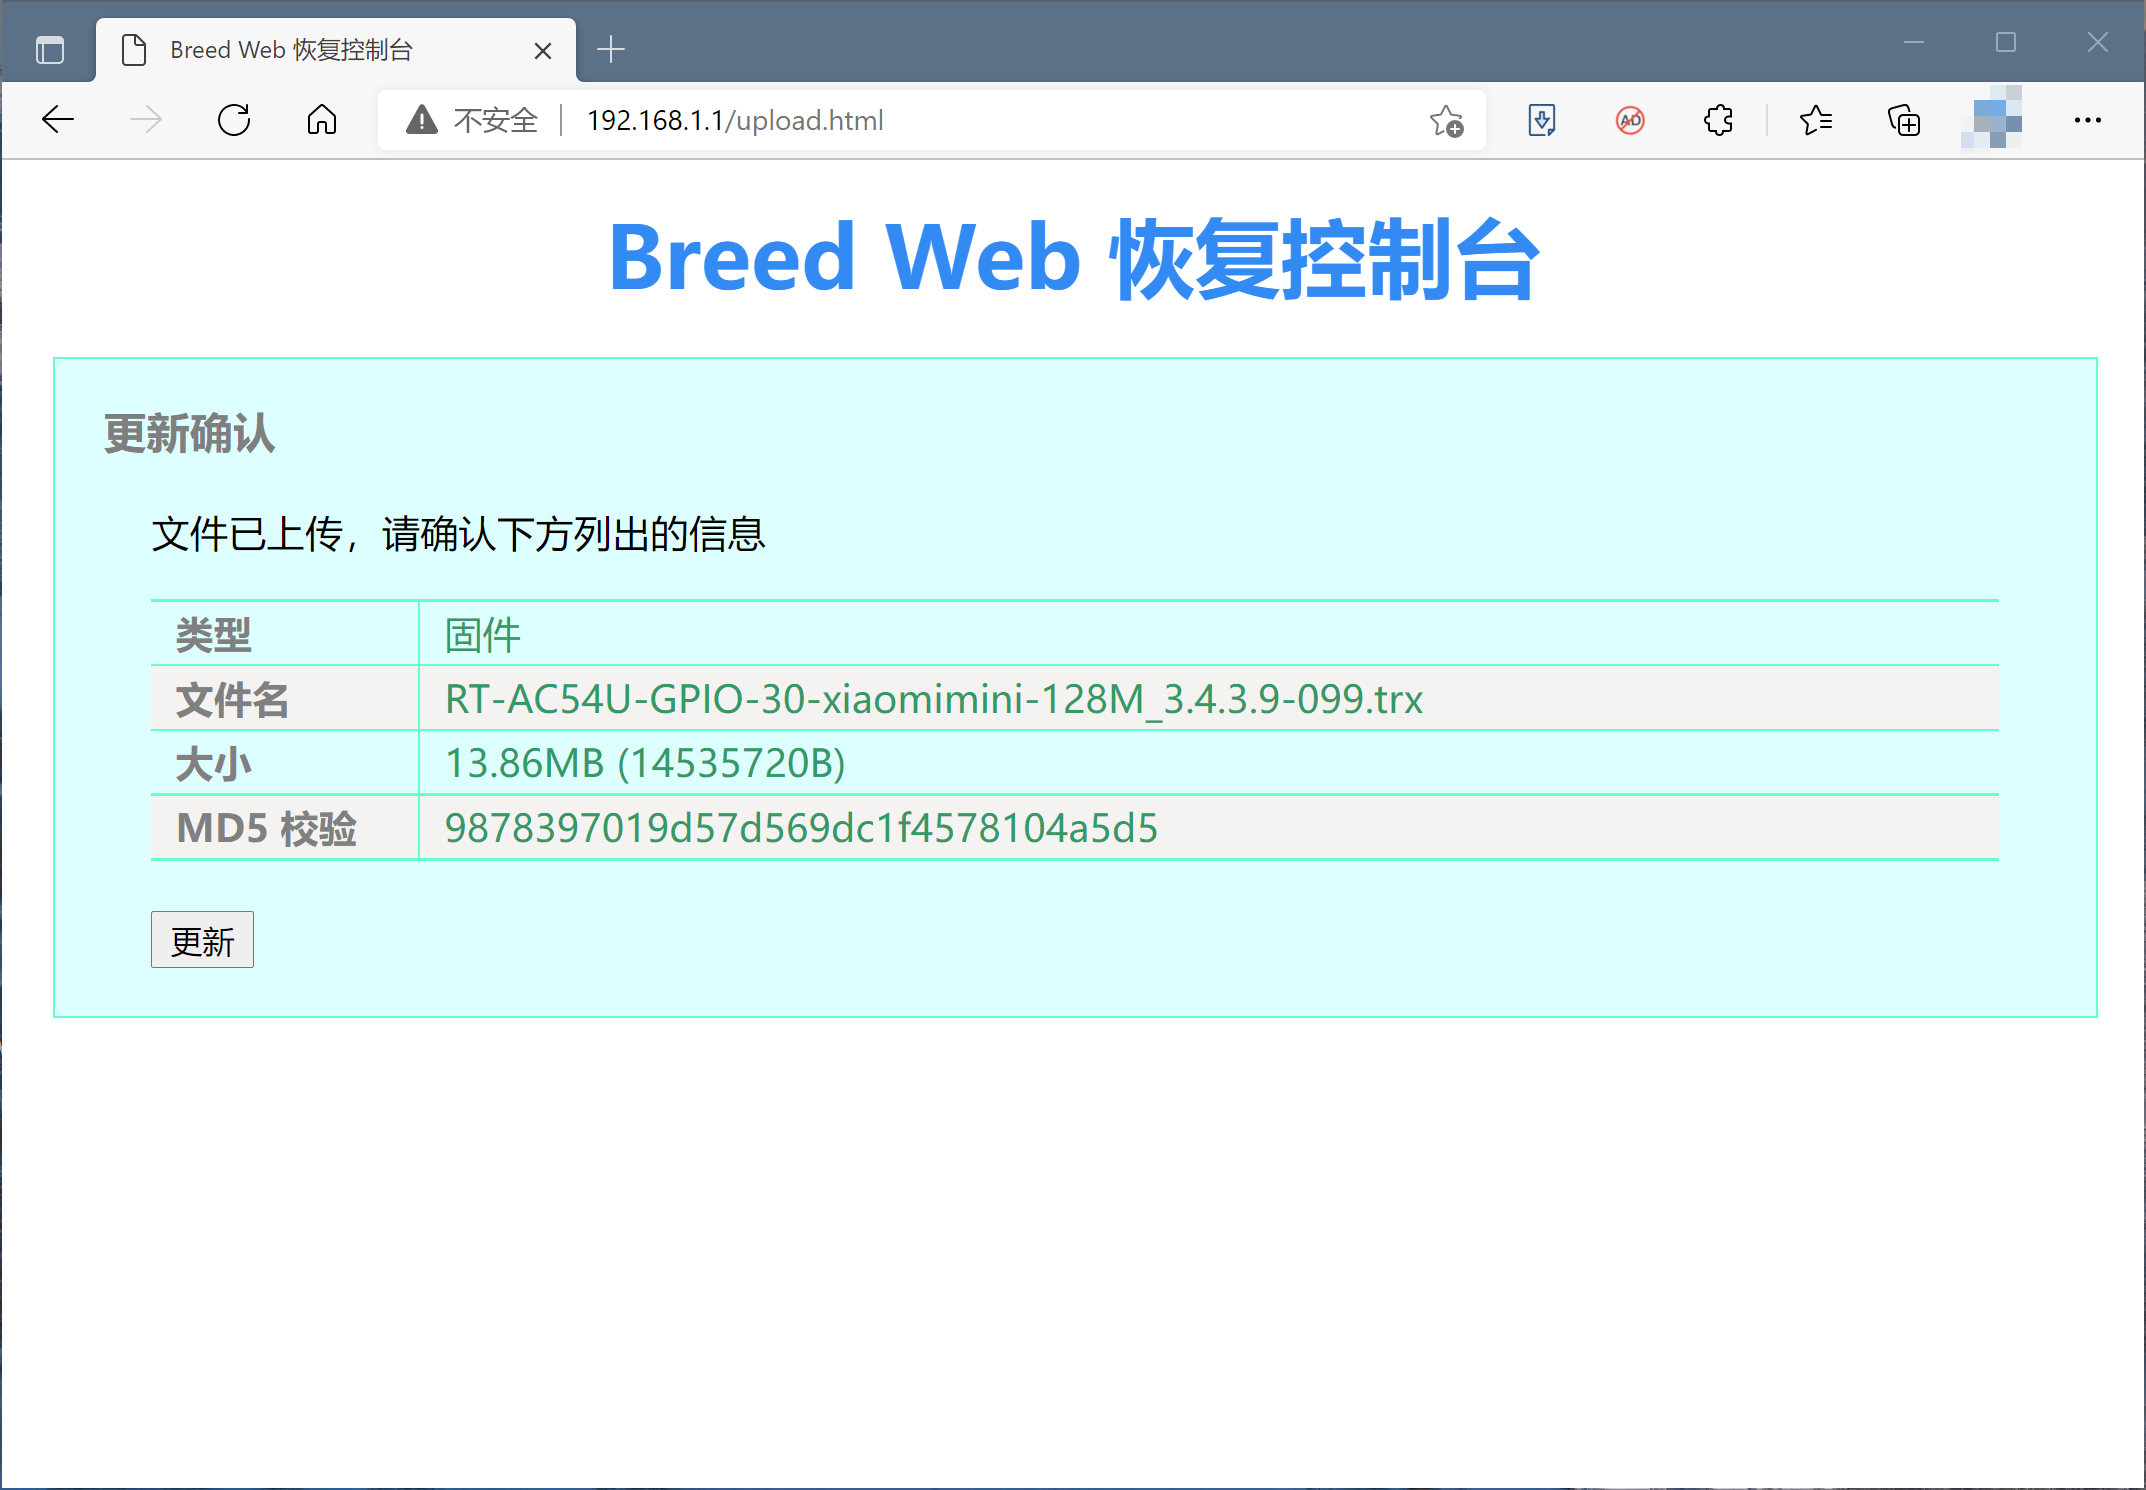 Breed Web 恢复控制台
不安全 192.168.1.1/upload.html
AD
Breed Web 恢复控制台
更新确认
文件已上传，请确认下方列出的信息
类型 固件
文件名 RT-AC54U-GPIO-30-xiaomimini-128M_3.4.3.9-099.trx
大小 13.86MB (14535720B)
MD5 校验 9878397019d57d569dc1f4578104a5d5
更新